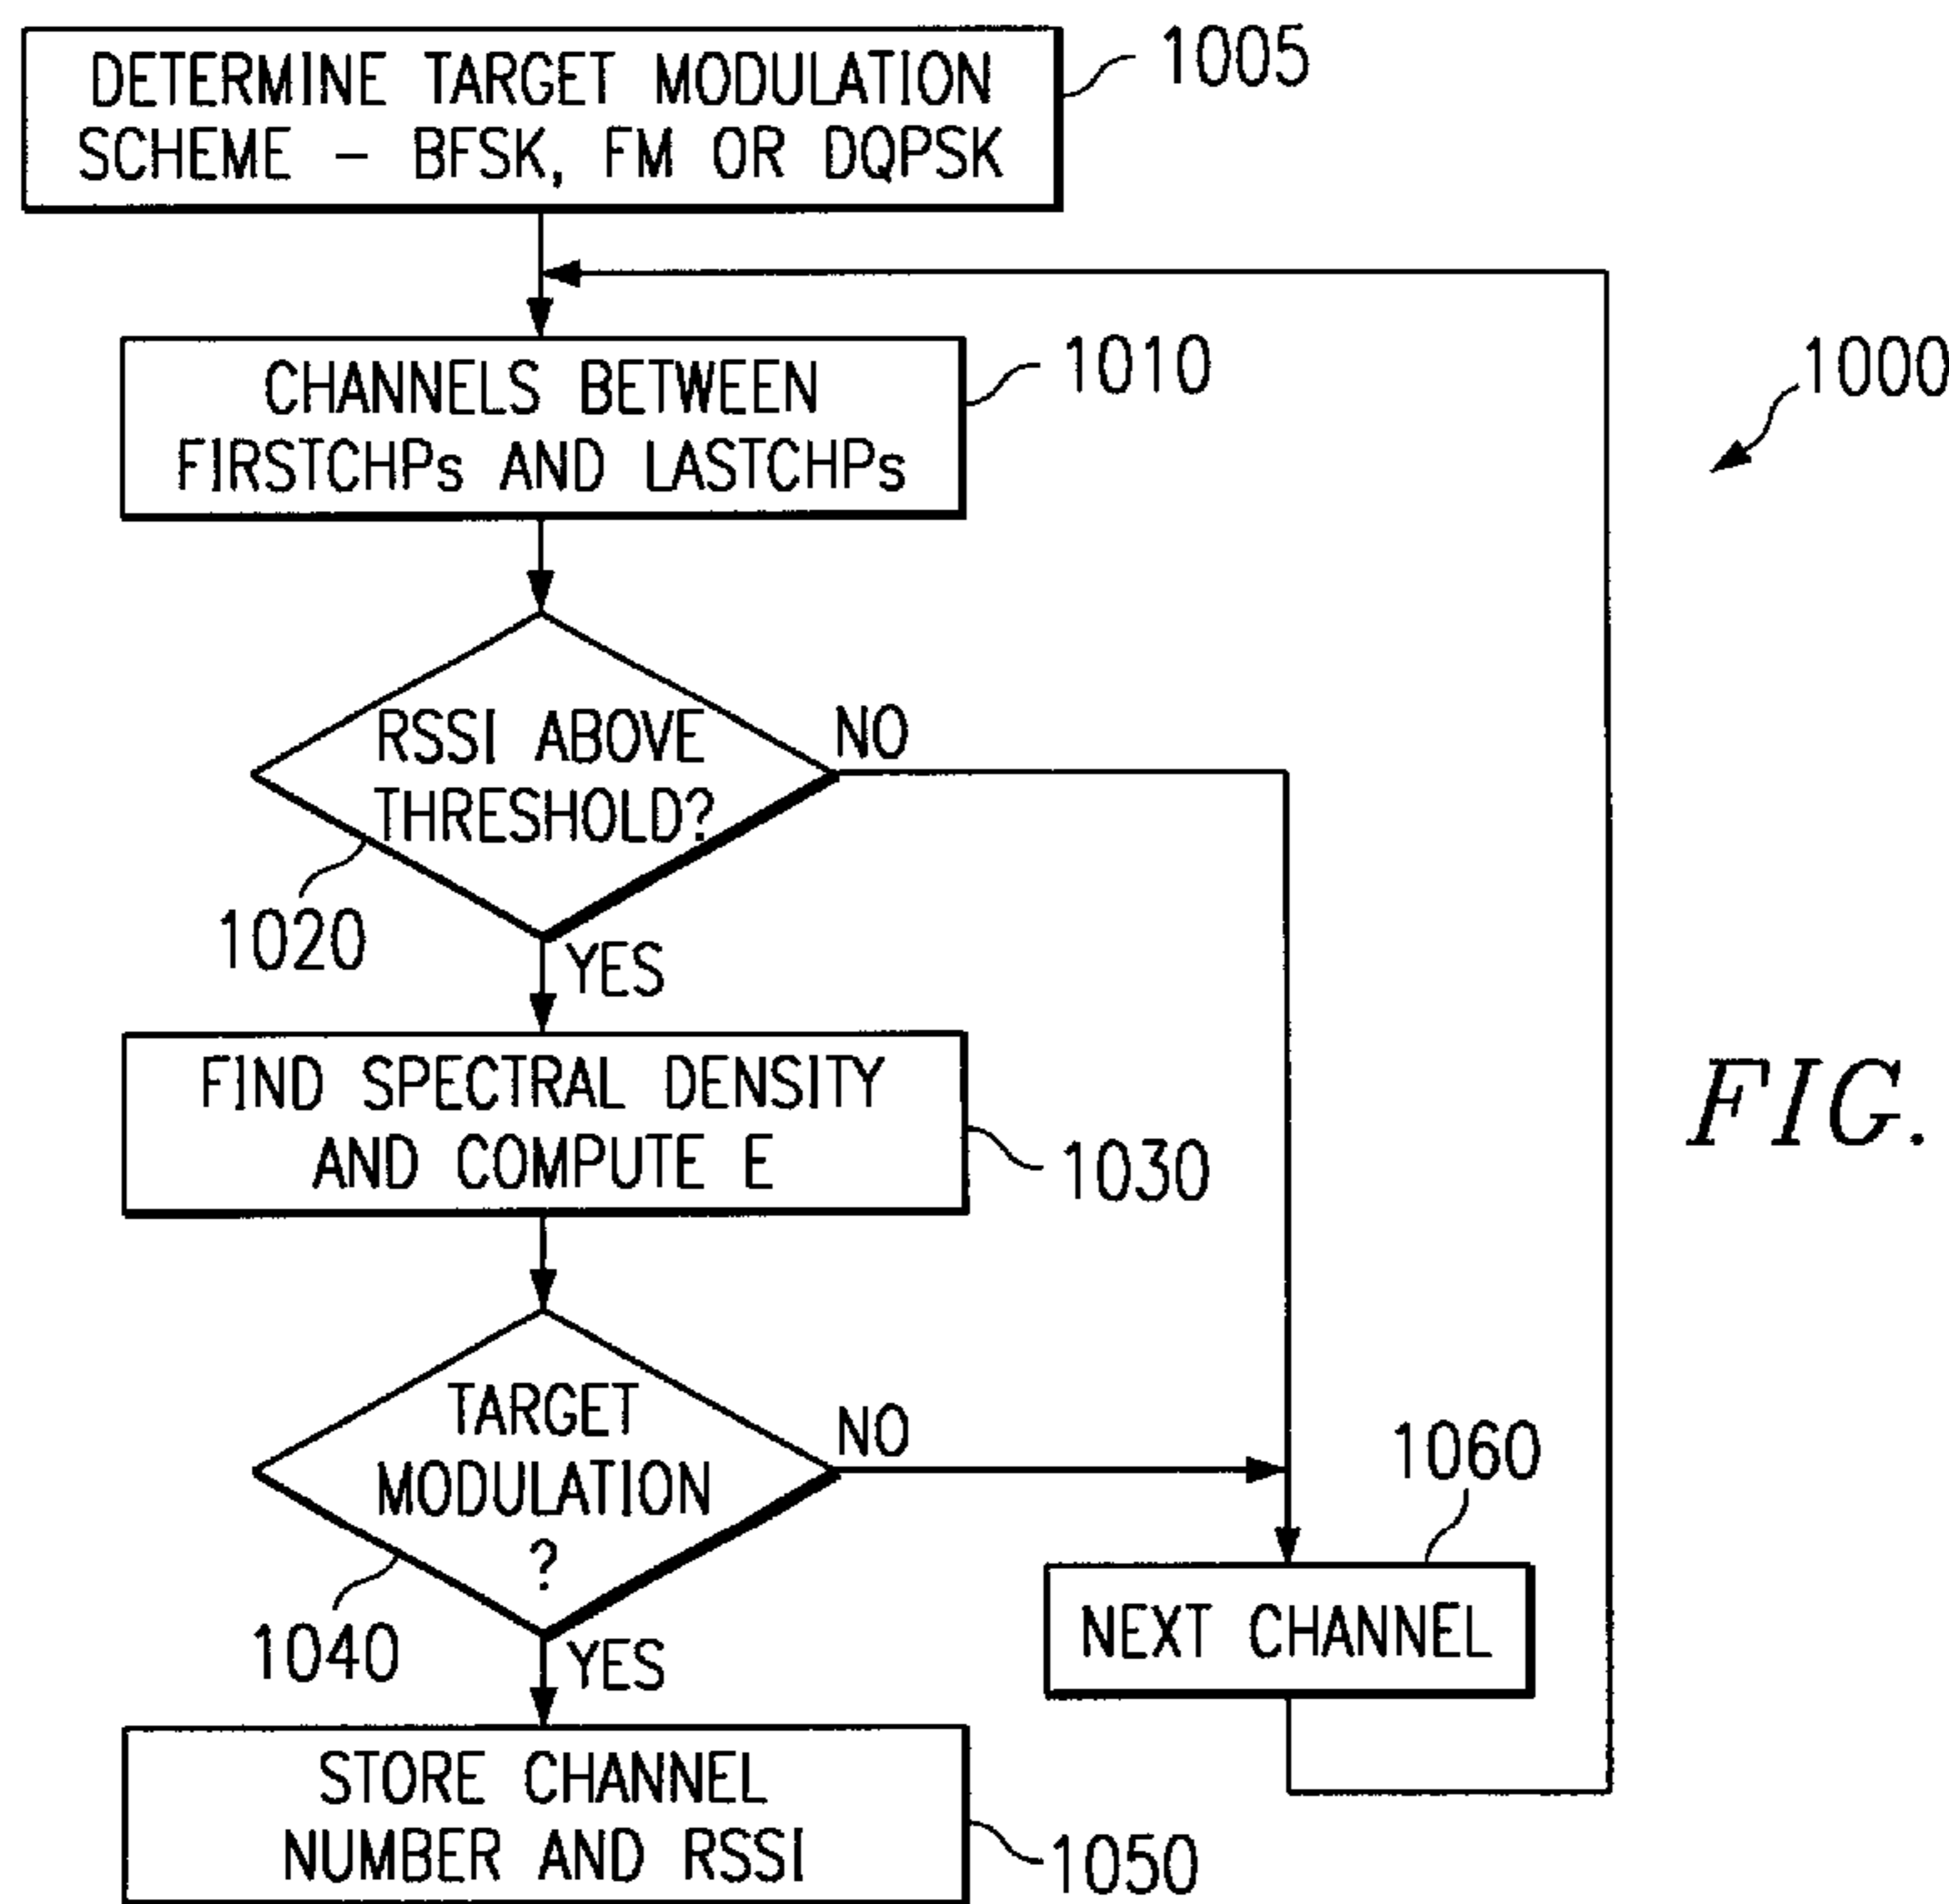 DETERMINE TARGET MODULATION
SCHEME – BFSK, FM OR DQPSK
1005
CHANNELS BETWEEN
FIRSTCHPs AND LASTCHPs
1010
1000
RSSI ABOVE
THRESHOLD?
NO
1020
YES
FIND SPECTRAL DENSITY
AND COMPUTE E
1030
FIG.
TARGET
MODULATION
?
NO
1040
YES
1060
NEXT CHANNEL
STORE CHANNEL
NUMBER AND RSSI
1050